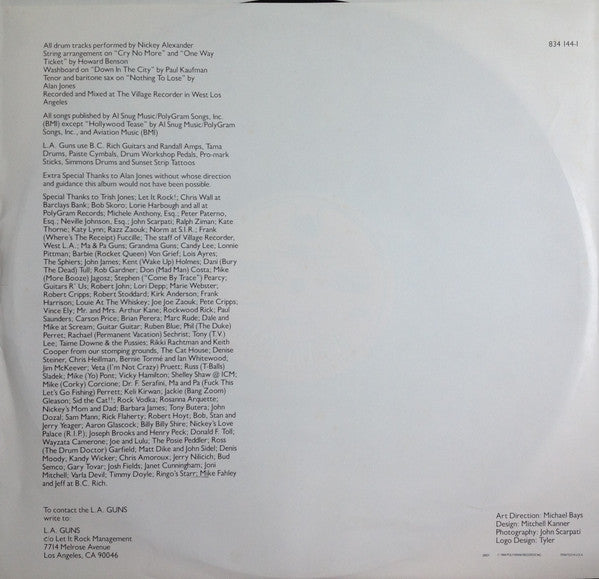 All drum tracks performed by Nickey Alexander
String arrangement on "Cry No More" and "One Way
Ticket" by Howard Benson
Washboard on "Down In The City" by Paul Kaufman
Tenor and baritone sax on "Nothing To Lose" by
Alan Jones
Recorded and Mixed at The Village Recorder in West Los
Angeles
All songs published by Al Snug Music/PolyGram Songs, Inc.
(BMI) except "Hollywood Tease" by Al Snug Music/PolyGram
Songs, Inc., and Aviation Music (BMI)
L.A. Guns use B.C. Rich Guitars and Randall Amps, Tama
Drums, Paiste Cymbals, Drum Workshop Pedals, Pro-mark
Sticks, Simmons Drums and Sunset Strip Tattoos
Extra Special Thanks to Alan Jones without whose direction
and guidance this album would not have been possible.
Special Thanks to Trish Jones; Let It Rock!; Chris Wall at
Barclays Bank; Bob Skoro; Lorie Harbough and all at
PolyGram Records; Michele Anthony, Esq.; Peter Paterno,
Esq.; Neville Johnson, Esq.; John Scarpati; Ralph Ziman; Kate
Thorne; Katy Lynn; Razz Zaouk; Norm at S.I.R.; Frank
(Where's The Receipt) Fuccille; The staff of Village Recorder,
West L.A.; Ma & Pa Guns; Grandma Guns; Candy Lee; Lonnie
Pittman; Barbie (Rocket Queen) Von Grief; Lois Ayres;
The Sphiers; John James; Kent (Wake Up) Holmes; Dani (Bury
The Dead) Tull; Rob Gardner; Don (Mad Man) Costa; Mike
(More Booze) Jagosz; Stephen ("Come By Trace") Pearcy;
Guitars R' Us; Robert John; Lori Depp; Marie Webster,
Robert Cripps; Robert Stoddard; Kirk Anderson; Frank
Harrison; Louie At The Whiskey; Joe Joe Zaouk; Pete Cripps;
Vince Ely; Mr. and Mrs. Arthur Kane; Rockwood Rick; Paul
Saunders; Carson Price; Brian Perera; Marc Rude; Dale and
Mike at Scream; Guitar Guitar; Ruben Blue; Phil (The Duke)
Perret; Rachael (Permanent Vacation) Sechrist; Tony (T.V.)
Lee; Taime Downe & the Pussies; Rikki Rachtman and Keith
Cooper from our stomping grounds, The Cat House; Denise
Steiner, Chris Heillman, Bernie Tormé and Ian Whitewood;
Jim McKeever; Veta (I'm Not Crazy) Pruett; Russ (T-Balls)
Sladek; Mike (Yo) Pont; Vicky Hamilton; Shelley Shaw @ ICM;
Mike (Corky) Corcione; Dr. F. Serafini, Ma and Pa (Fuck This
Let's Go Fishing) Perrett; Keli Kirwan; Jackie (Bang Zoom)
Gleason; Sid the Cat!!; Rock Vodka; Rosanna Arquette;
Nickey's Mom and Dad; Barbara James; Tony Butera; John
Dozal; Sam Mann; Rick Flaherty; Robert Hoyt; Bob, Stan and
Jerry Yeager; Aaron Glascock; Billy Billy Shire; Nickey's Love
Palace (R.I.P.); Joseph Brooks and Henry Peck; Donald F. Toll;
Wayzata Camerone; Joe and Lulu; The Posie Peddler; Ross
(The Drum Doctor) Garfield; Matt Dike and John Sidel; Denis
Moody; Kandy Wicker; Chris Amoroux; Jerry Nilicich; Bud
Semco; Gary Tovar; Josh Fields; Janet Cunningham; Joni
Mitchell; Varla Devil; Timmy Doyle; Ringo's Starr; Mike Fahley
and Jeff at B.C. Rich.
To contact the L.A. GUNS
write to:
L.A. GUNS
c/o Let It Rock Management
7714 Melrose Avenue
Los Angeles, CA 90046
834 144-1
Art Direction: Michael Bays
Design: Mitchell Kanner
Photography: John Scarpati
Logo Design: Tyler